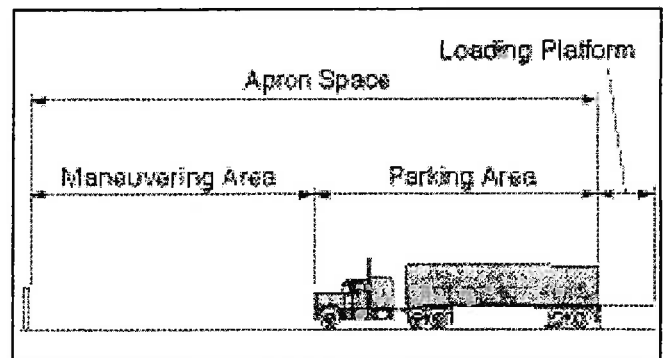 Loading Platform
Apron Space
Maneuvering Area
Parking Area